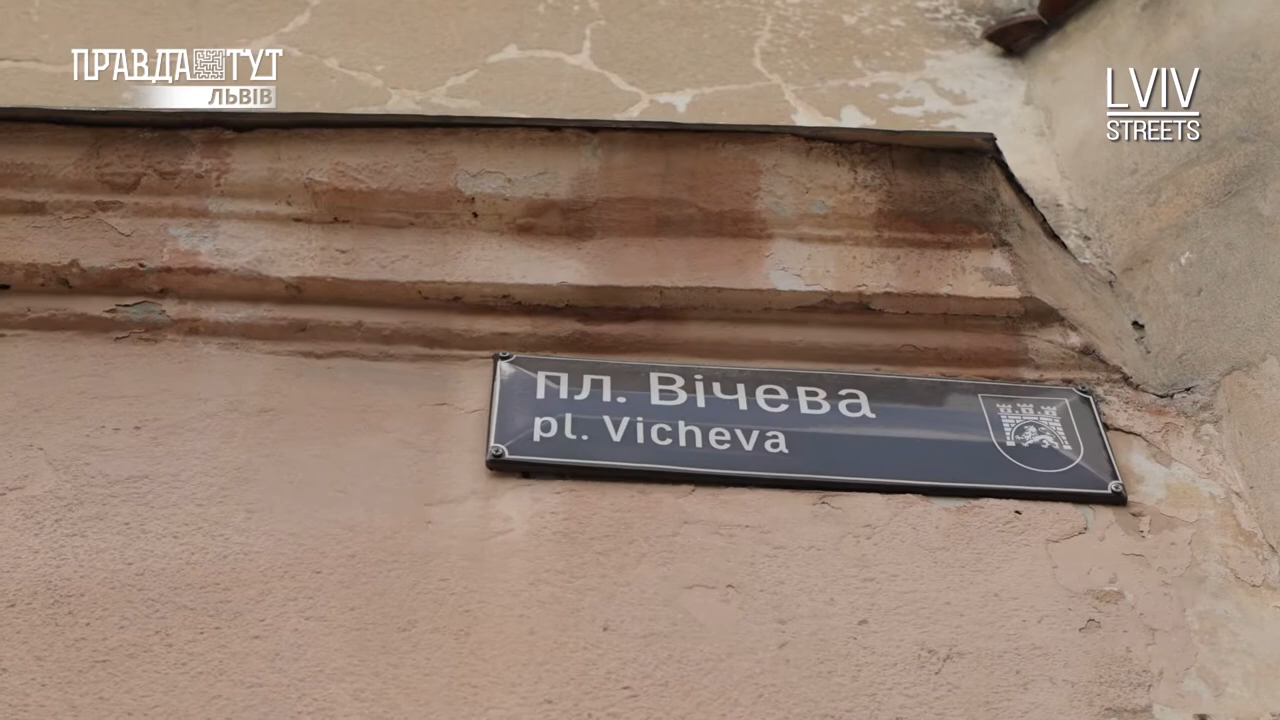 ПРАВДА ТУТ
ЛЬВІВ
LVIV
STREETS
пл. Вічева
pl. Vicheva